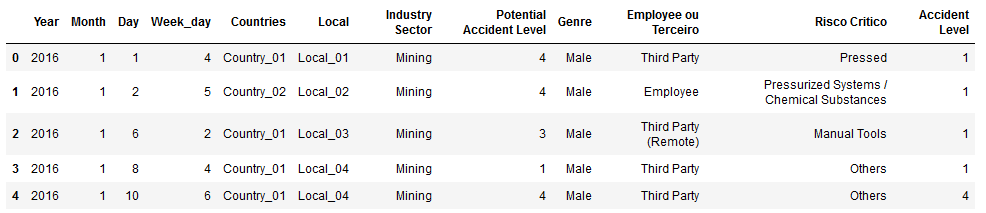 Year Month Day Week_day Countries Local Industry Sector Potential Accident Level Genre Employee ou Terceiro Risco Critico Accident Level
0 2016 1 1 4 Country_01 Local_01 Mining 4 Male Third Party Pressed 1
1 2016 1 2 5 Country_02 Local_02 Mining 4 Male Employee Pressurized Systems / Chemical Substances 1
2 2016 1 6 2 Country_01 Local_03 Mining 3 Male Third Party (Remote) Manual Tools 1
3 2016 1 8 4 Country_01 Local_04 Mining 1 Male Third Party Others 1
4 2016 1 10 6 Country_01 Local_04 Mining 4 Male Third Party Others 4